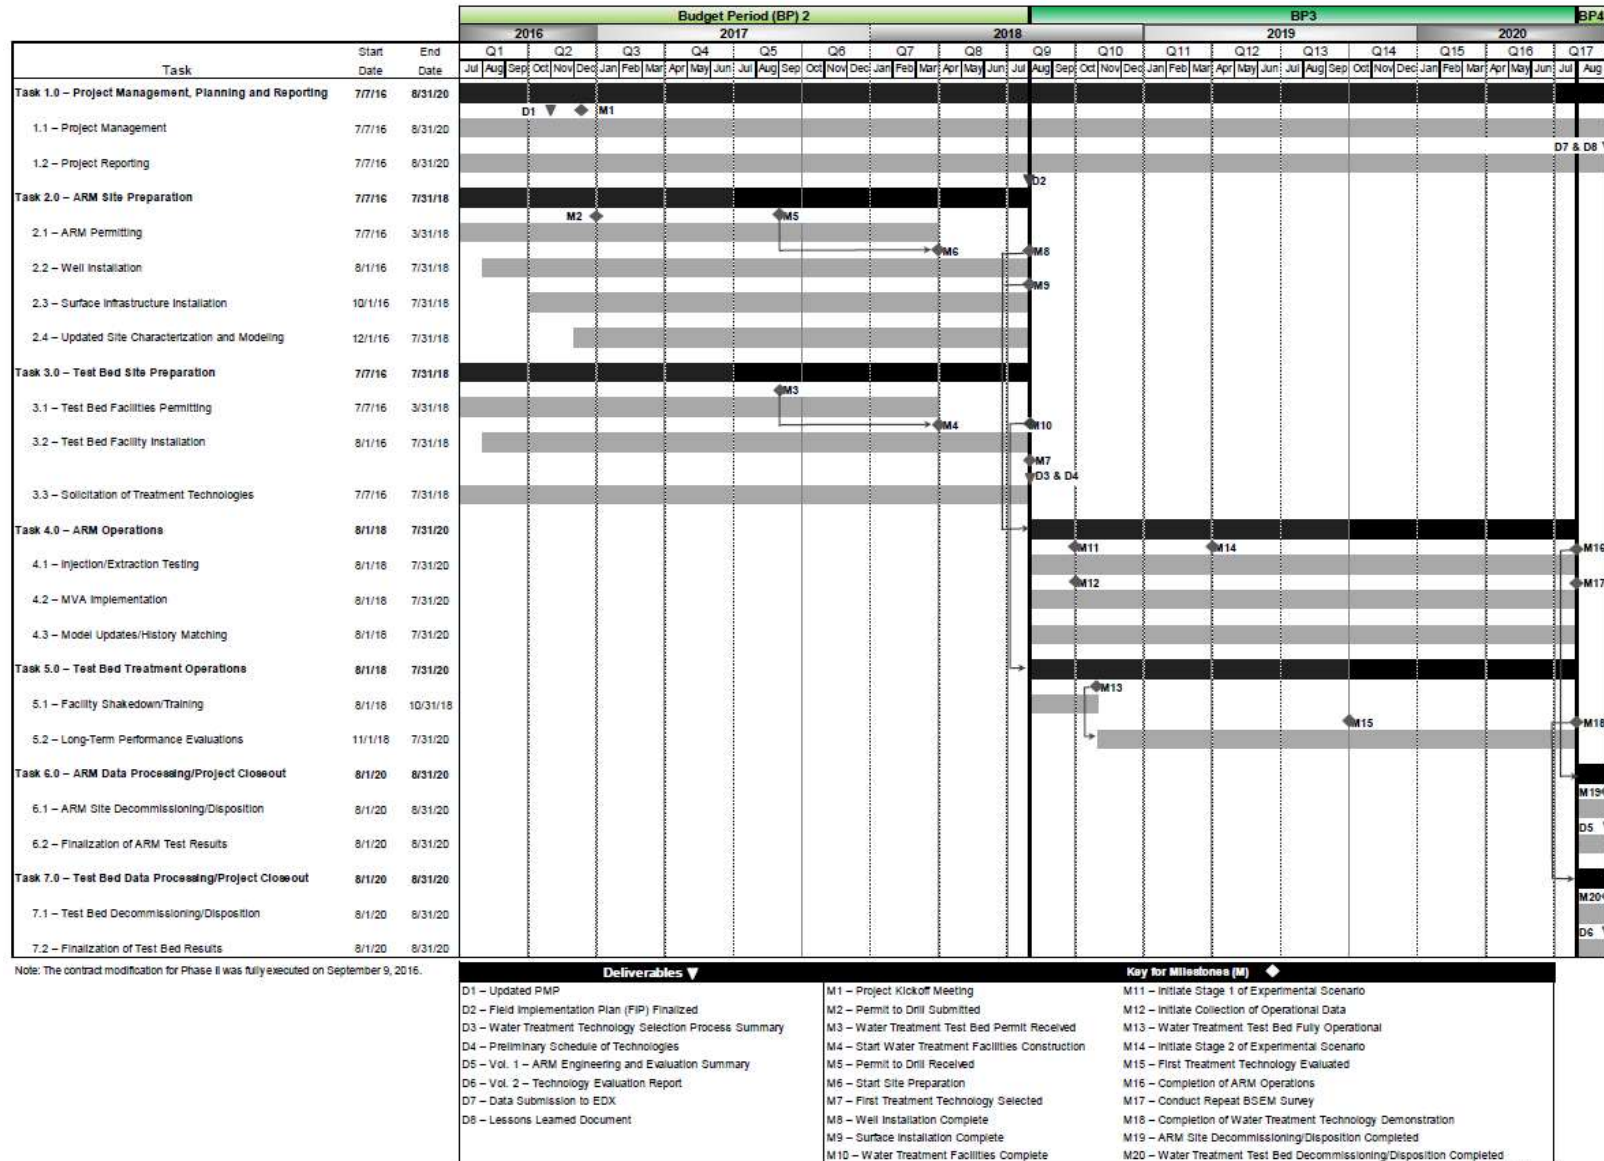 Budget Period (BP) 2 BP3 BP4
2016 2017 2018 2019 2020
Start End Q1 Q2 Q3 Q4 Q5 Q6 Q7 Q8 Q9 Q10 Q11 Q12 Q13 Q14 Q15 Q16 Q17
Task Date Date Jul Aug Sep Oct Nov Dec Jan Feb Mar Apr May Jun Jul Aug Sep Oct Nov Dec Jan Feb Mar Apr May Jun Jul Aug Sep Oct Nov Dec Jan Feb Mar Apr May Jun Jul Aug Sep Oct Nov Dec Jan Feb Mar Apr May Jun Jul Aug
Task 1.0 – Project Management, Planning and Reporting 7/7/16 8/31/20
D1 M1
1.1 – Project Management 7/7/16 8/31/20
D7 & D8
1.2 – Project Reporting 7/7/16 8/31/20
D2
Task 2.0 – ARM Site Preparation 7/7/16 7/31/18
M2 M5
2.1 – ARM Permitting 7/7/16 3/31/18
M6 M8
2.2 – Well Installation 8/1/16 7/31/18
M9
2.3 – Surface Infrastructure Installation 10/1/16 7/31/18
2.4 – Updated Site Characterization and Modeling 12/1/16 7/31/18
Task 3.0 – Test Bed Site Preparation 7/7/16 7/31/18
M3
3.1 – Test Bed Facilities Permitting 7/7/16 3/31/18
M4 M10
3.2 – Test Bed Facility Installation 8/1/16 7/31/18
M7
D3 & D4
3.3 – Solicitation of Treatment Technologies 7/7/16 7/31/18
Task 4.0 – ARM Operations 8/1/18 7/31/20
M11 M14 M16
4.1 – Injection/Extraction Testing 8/1/18 7/31/20
M12 M17
4.2 – MVA Implementation 8/1/18 7/31/20
4.3 – Model Updates/History Matching 8/1/18 7/31/20
Task 5.0 – Test Bed Treatment Operations 8/1/18 7/31/20
M13
5.1 – Facility Shakedown/Training 8/1/18 10/31/18
M15 M18
5.2 – Long-Term Performance Evaluations 11/1/18 7/31/20
Task 6.0 – ARM Data Processing/Project Closeout 8/1/20 8/31/20
M19
6.1 – ARM Site Decommissioning/Disposition 8/1/20 8/31/20
D5
6.2 – Finalization of ARM Test Results 8/1/20 8/31/20
Task 7.0 – Test Bed Data Processing/Project Closeout 8/1/20 8/31/20
M20
7.1 – Test Bed Decommissioning/Disposition 8/1/20 8/31/20
D6
7.2 – Finalization of Test Bed Results 8/1/20 8/31/20
Note: The contract modification for Phase II was fully executed on September 9, 2016.
Deliverables ▼ Key for Milestones (M) ◆
D1 – Updated PMP M1 – Project Kickoff Meeting M11 – Initiate Stage 1 of Experimental Scenario
D2 – Field Implementation Plan (FIP) Finalized M2 – Permit to Drill Submitted M12 – Initiate Collection of Operational Data
D3 – Water Treatment Technology Selection Process Summary M3 – Water Treatment Test Bed Permit Received M13 – Water Treatment Test Bed Fully Operational
D4 – Preliminary Schedule of Technologies M4 – Start Water Treatment Facilities Construction M14 – Initiate Stage 2 of Experimental Scenario
D5 – Vol. 1 – ARM Engineering and Evaluation Summary M5 – Permit to Drill Received M15 – First Treatment Technology Evaluated
D6 – Vol. 2 – Technology Evaluation Report M6 – Start Site Preparation M16 – Completion of ARM Operations
D7 – Data Submission to EDX M7 – First Treatment Technology Selected M17 – Conduct Repeat BSEM Survey
D8 – Lessons Learned Document M8 – Well Installation Complete M18 – Completion of Water Treatment Technology Demonstration
M9 – Surface Installation Complete M19 – ARM Site Decommissioning/Disposition Completed
M10 – Water Treatment Facilities Complete M20 – Water Treatment Test Bed Decommissioning/Disposition Completed